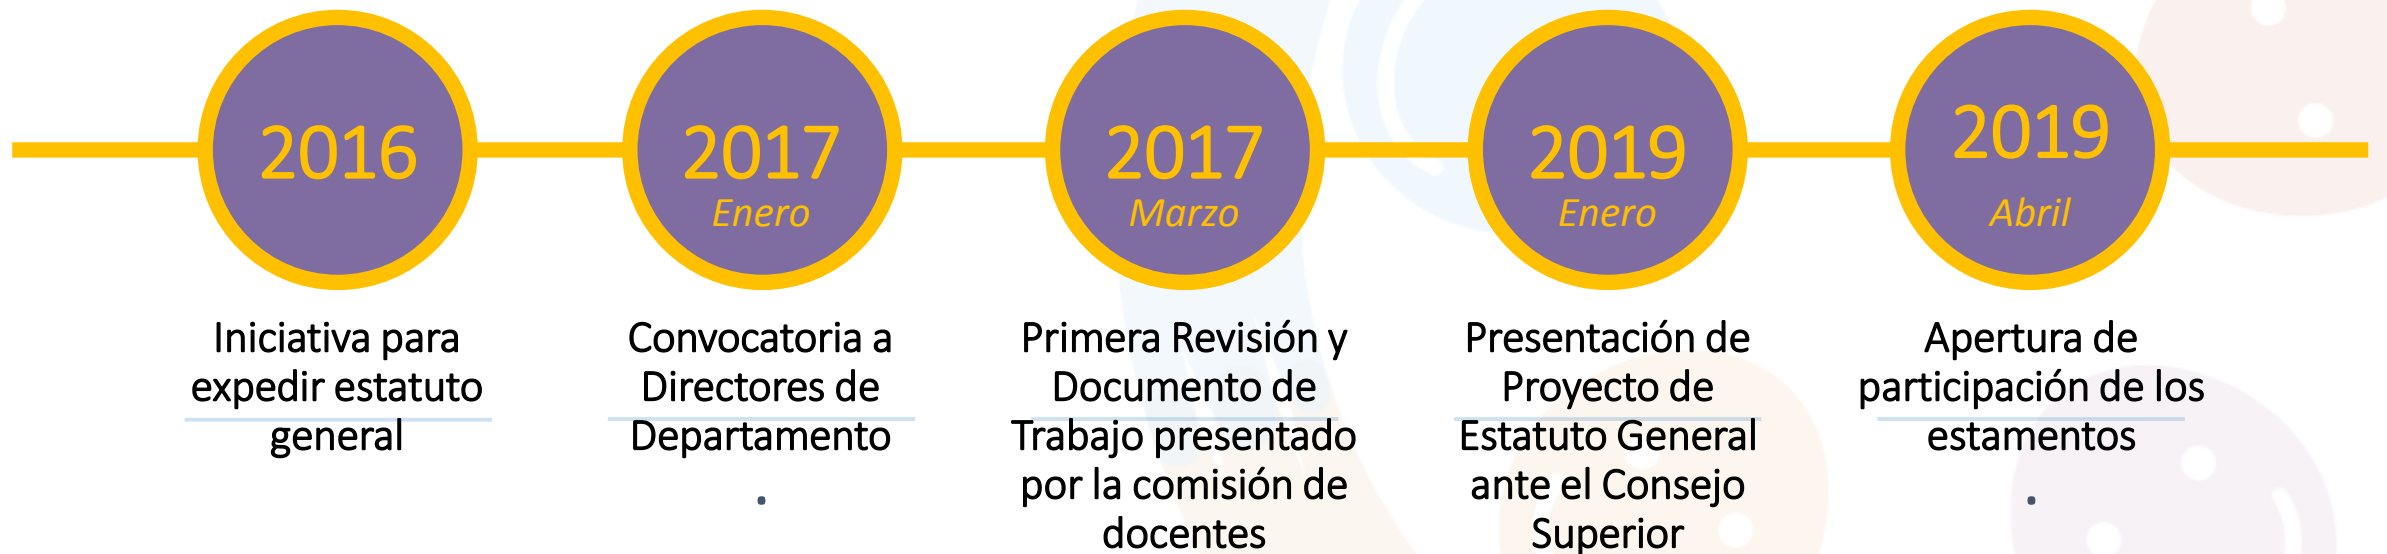 2016
Iniciativa para
expedir estatuto
general
2017
Enero
Convocatoria a
Directores de
Departamento
.
2017
Marzo
Primera Revisión y
Documento de
Trabajo presentado
por la comisión de
docentes
2019
Enero
Presentación de
Proyecto de
Estatuto General
ante el Consejo
Superior
2019
Abril
Apertura de
participación de los
estamentos
.